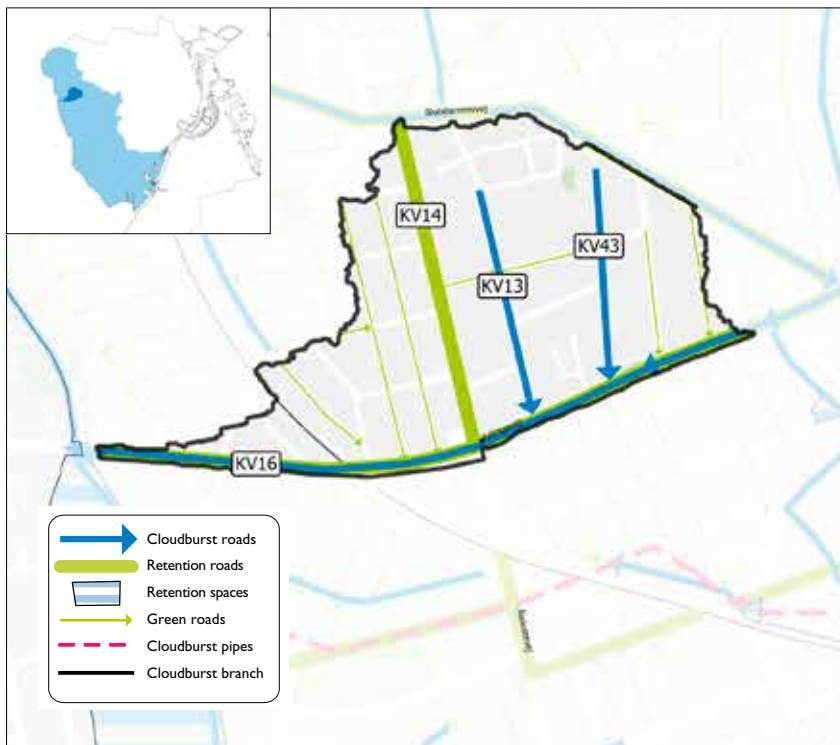 KV14
KV43
KV13
KV16
Cloudburst roads
Retention roads
Retention spaces
Green roads
Cloudburst pipes
Cloudburst branch